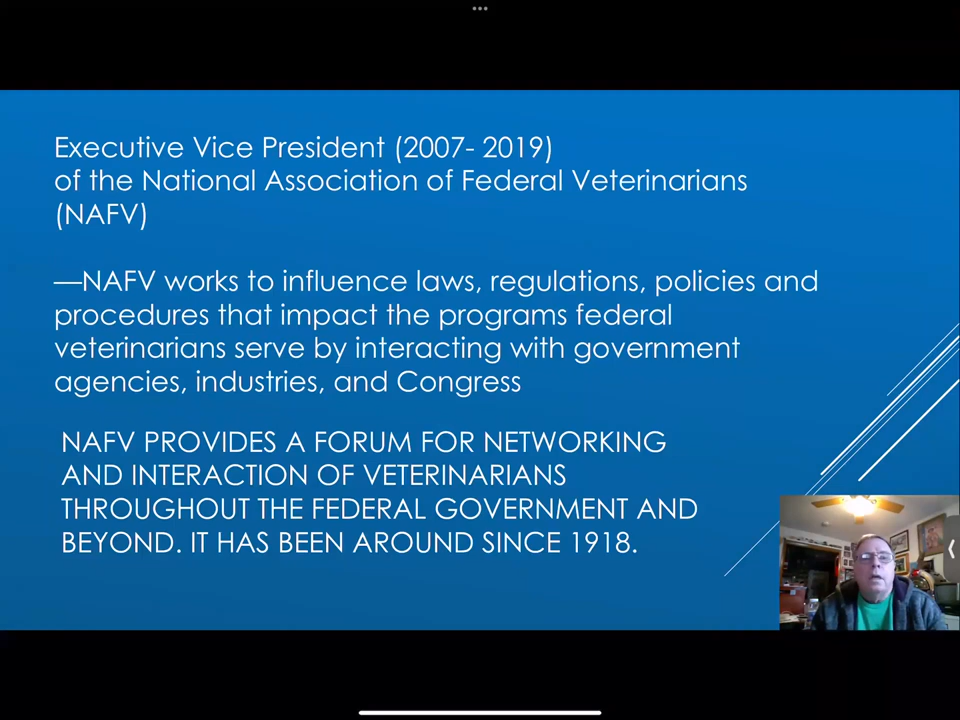 Executive Vice President (2007- 2019)
of the National Association of Federal Veterinarians
(NAFV)
—NAFV works to influence laws, regulations, policies and
procedures that impact the programs federal
veterinarians serve by interacting with government
agencies, industries, and Congress
NAFV PROVIDES A FORUM FOR NETWORKING
AND INTERACTION OF VETERINARIANS
THROUGHOUT THE FEDERAL GOVERNMENT AND
BEYOND. IT HAS BEEN AROUND SINCE 1918.